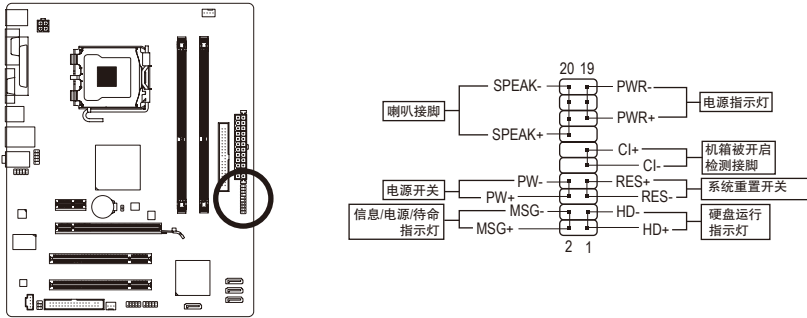 20 19
SPEAK-
PWR-
喇叭接脚
电源指示灯
PWR+
SPEAK+
CI+
机箱被开启
检测接脚
CI-
PW-
RES+
电源开关
系统重置开关
PW+
RES-
信息/电源/待命
指示灯
MSG-
HD-
硬盘运行
指示灯
MSG+
HD+
2 1